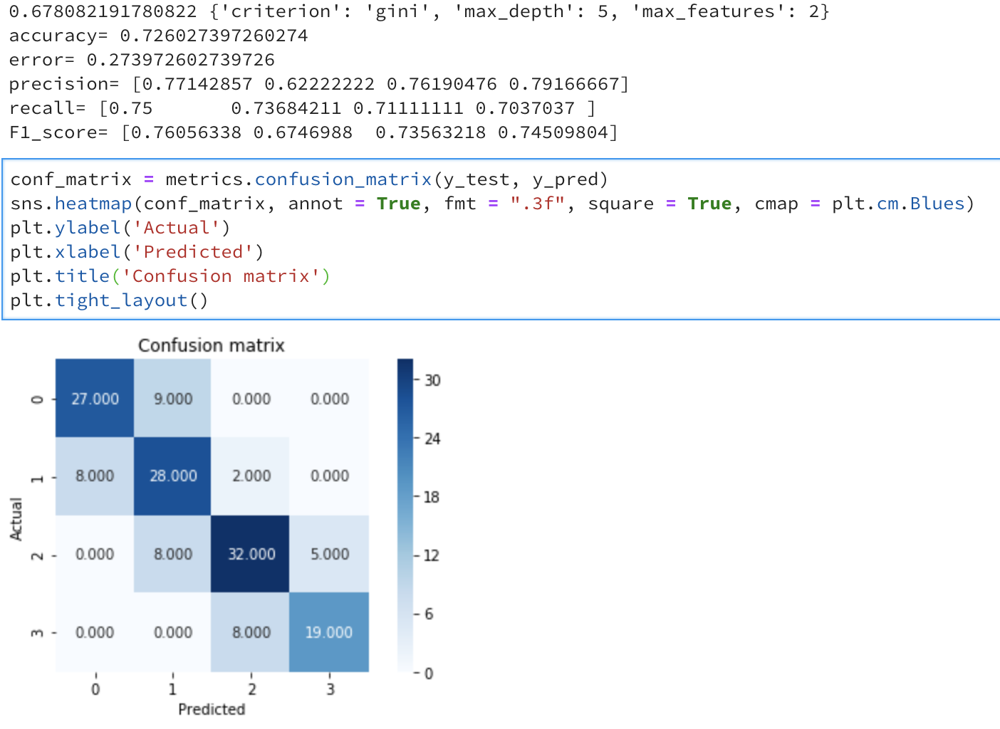 0.678082191780822 {'criterion': 'gini', 'max_depth': 5, 'max_features': 2}
accuracy= 0.726027397260274
error= 0.273972602739726
precision= [0.77142857 0.62222222 0.76190476 0.79166667]
recall= [0.75       0.73684211 0.71111111 0.7037037 ]
F1_score= [0.76056338 0.6746988  0.73563218 0.74509804]
conf_matrix = metrics.confusion_matrix(y_test, y_pred)
sns.heatmap(conf_matrix, annot = True, fmt = ".3f", square = True, cmap = plt.cm.Blues)
plt.ylabel('Actual')
plt.xlabel('Predicted')
plt.title('Confusion matrix')
plt.tight_layout()
Confusion matrix
Actual
0 27.000 9.000 0.000 0.000
1 8.000 28.000 2.000 0.000
2 0.000 8.000 32.000 5.000
3 0.000 0.000 8.000 19.000
0 1 2 3
Predicted
30
24
18
12
6
0